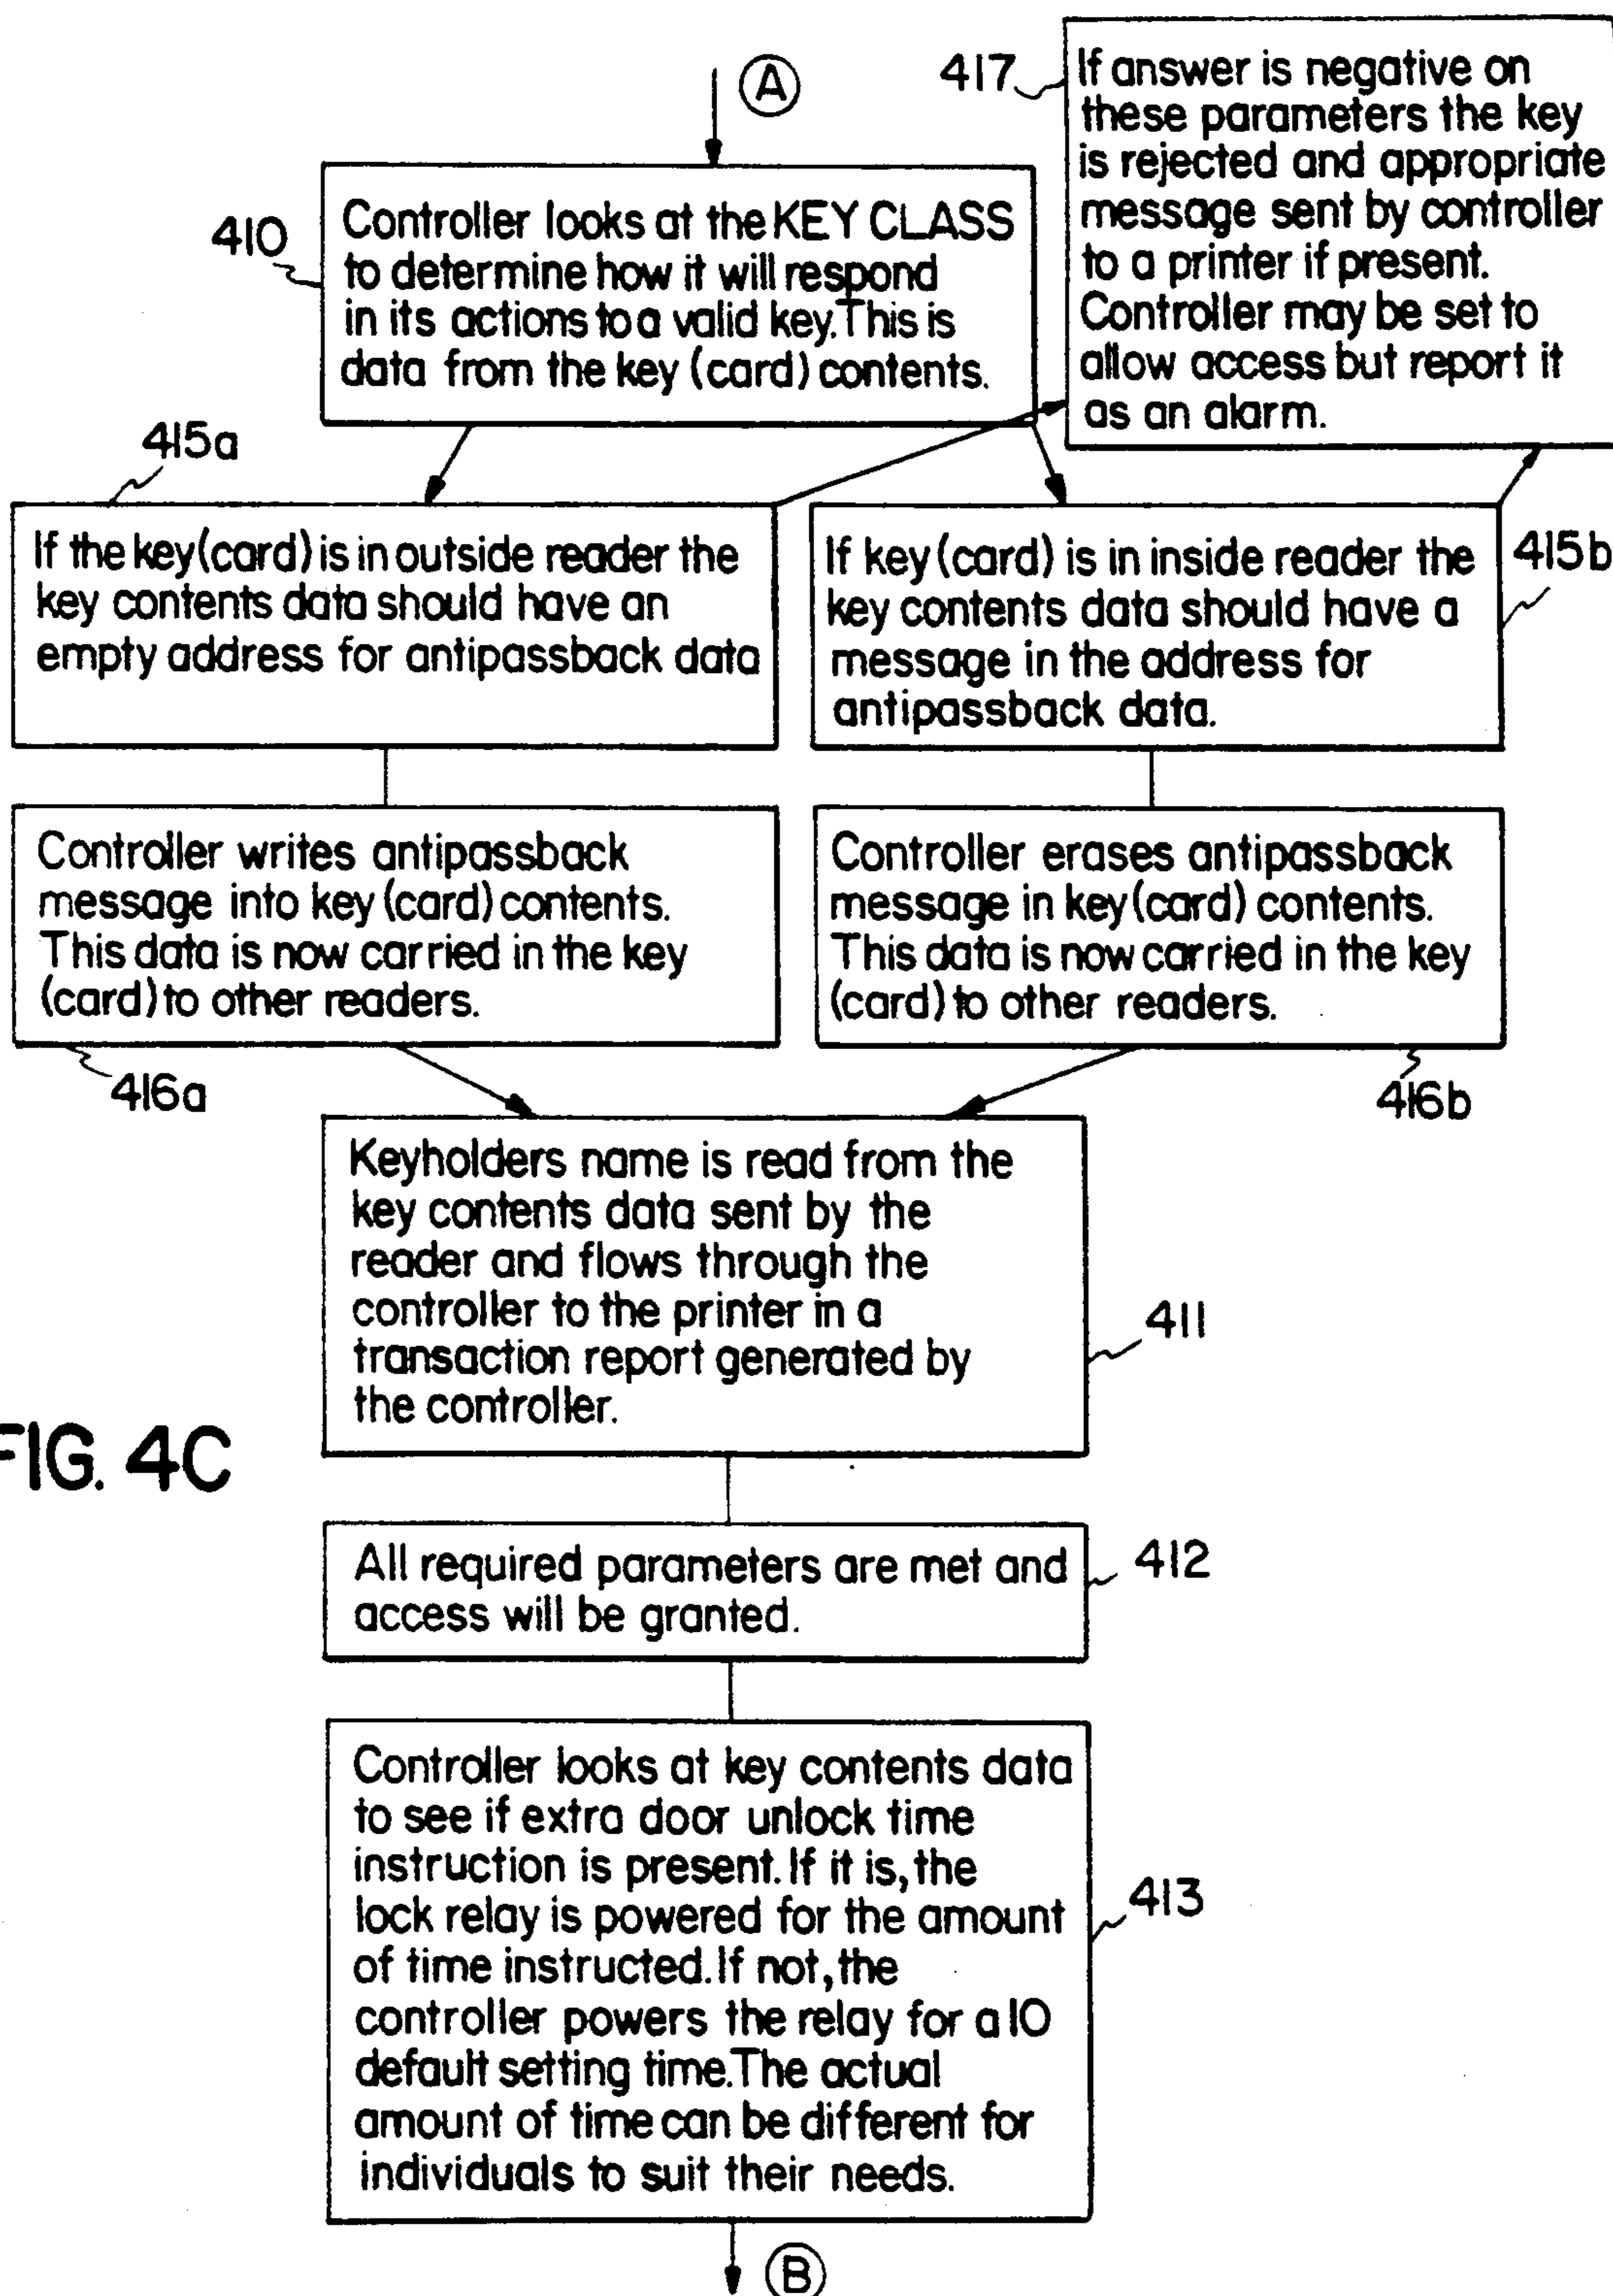 A
417
If answer is negative on
these parameters the key
is rejected and appropriate
message sent by controller
to a printer if present.
Controller may be set to
allow access but report it
as an alarm.
410
Controller looks at the KEY CLASS
to determine how it will respond
in its actions to a valid key. This is
data from the key (card) contents.
415a
If the key (card) is in outside reader the
key contents data should have an
empty address for antipassback data
415b
If key (card) is in inside reader the
key contents data should have a
message in the address for
antipassback data.
Controller writes antipassback
message into key (card) contents.
This data is now carried in the key
(card) to other readers.
416a
Controller erases antipassback
message in key (card) contents.
This data is now carried in the key
(card) to other readers.
416b
Keyholders name is read from the
key contents data sent by the
reader and flows through the
controller to the printer in a
transaction report generated by
the controller.
411
FIG. 4C
All required parameters are met and
access will be granted.
412
Controller looks at key contents data
to see if extra door unlock time
instruction is present. If it is, the
lock relay is powered for the amount
of time instructed. If not, the
controller powers the relay for a 10
default setting time. The actual
amount of time can be different for
individuals to suit their needs.
413
B